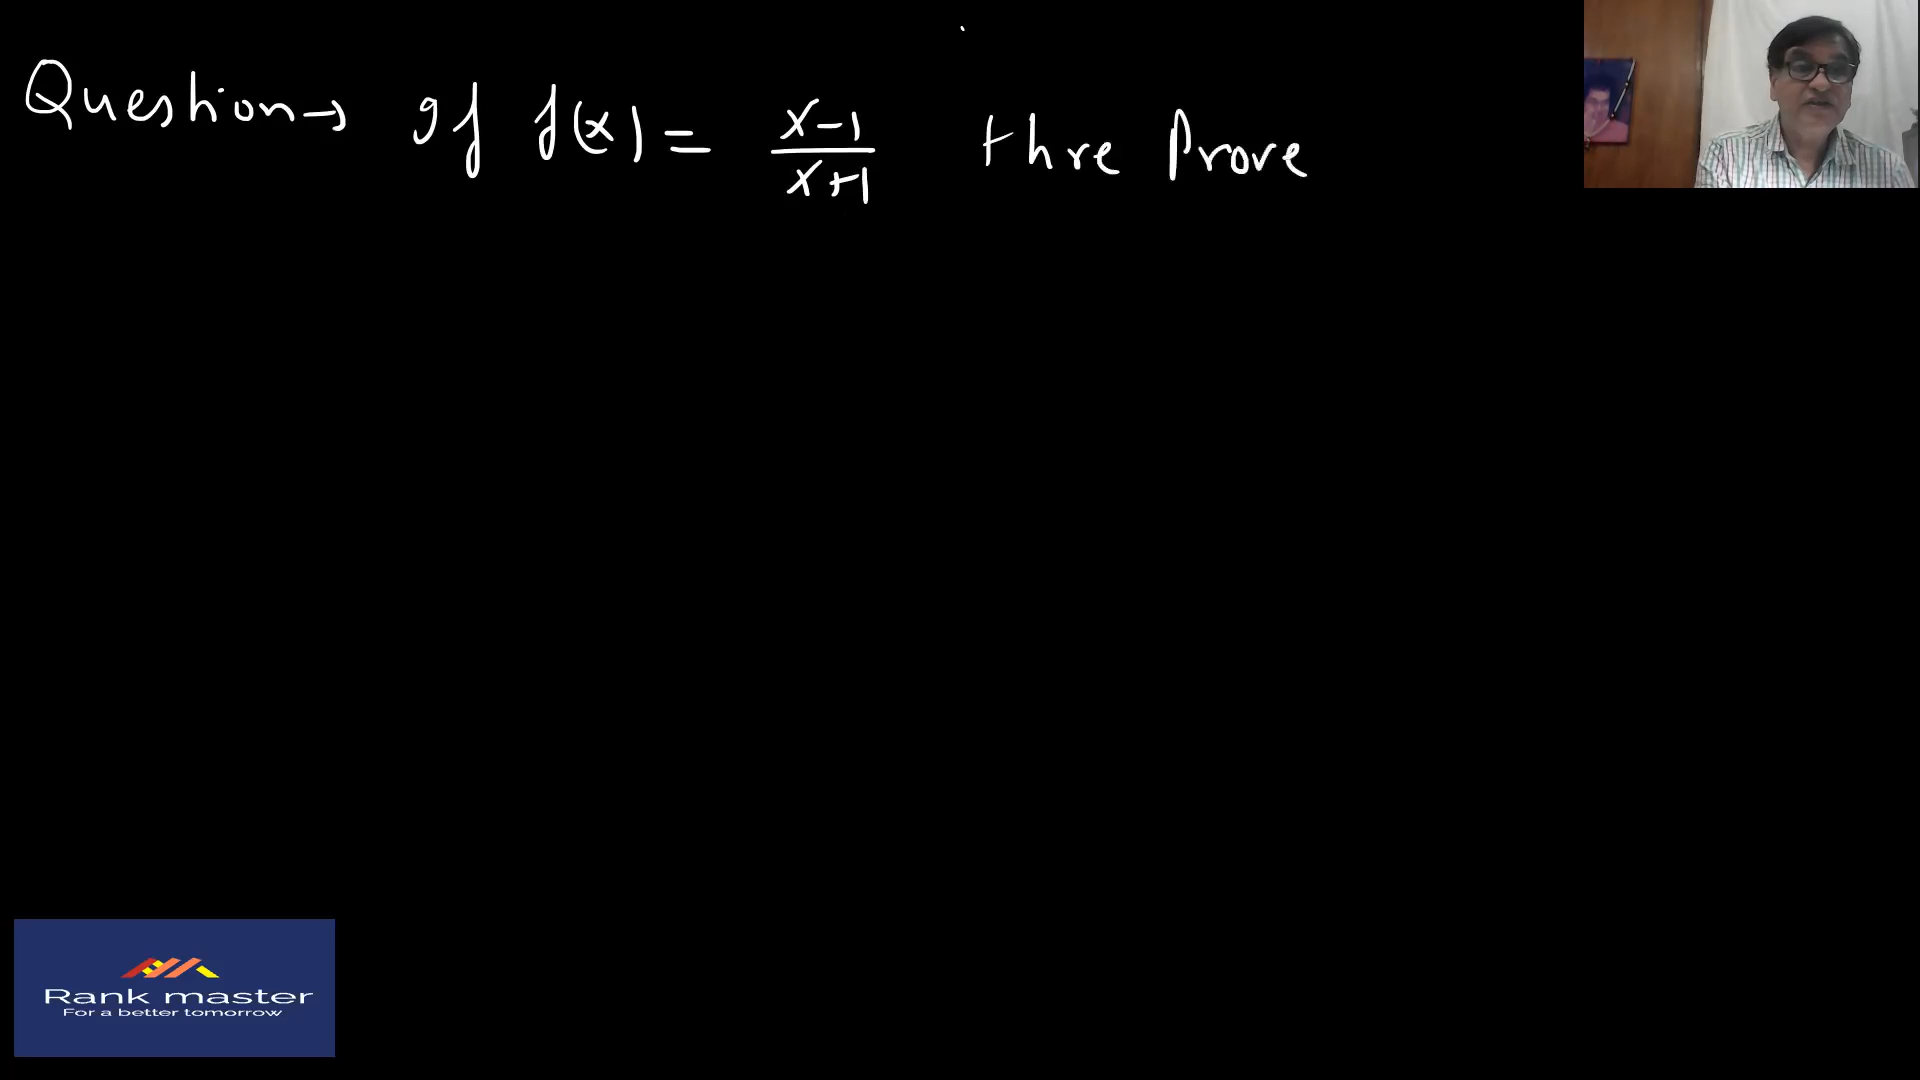 Question→ If f(x) = x-1/x+1 thre Prove
Rank master
For a better tomorrow